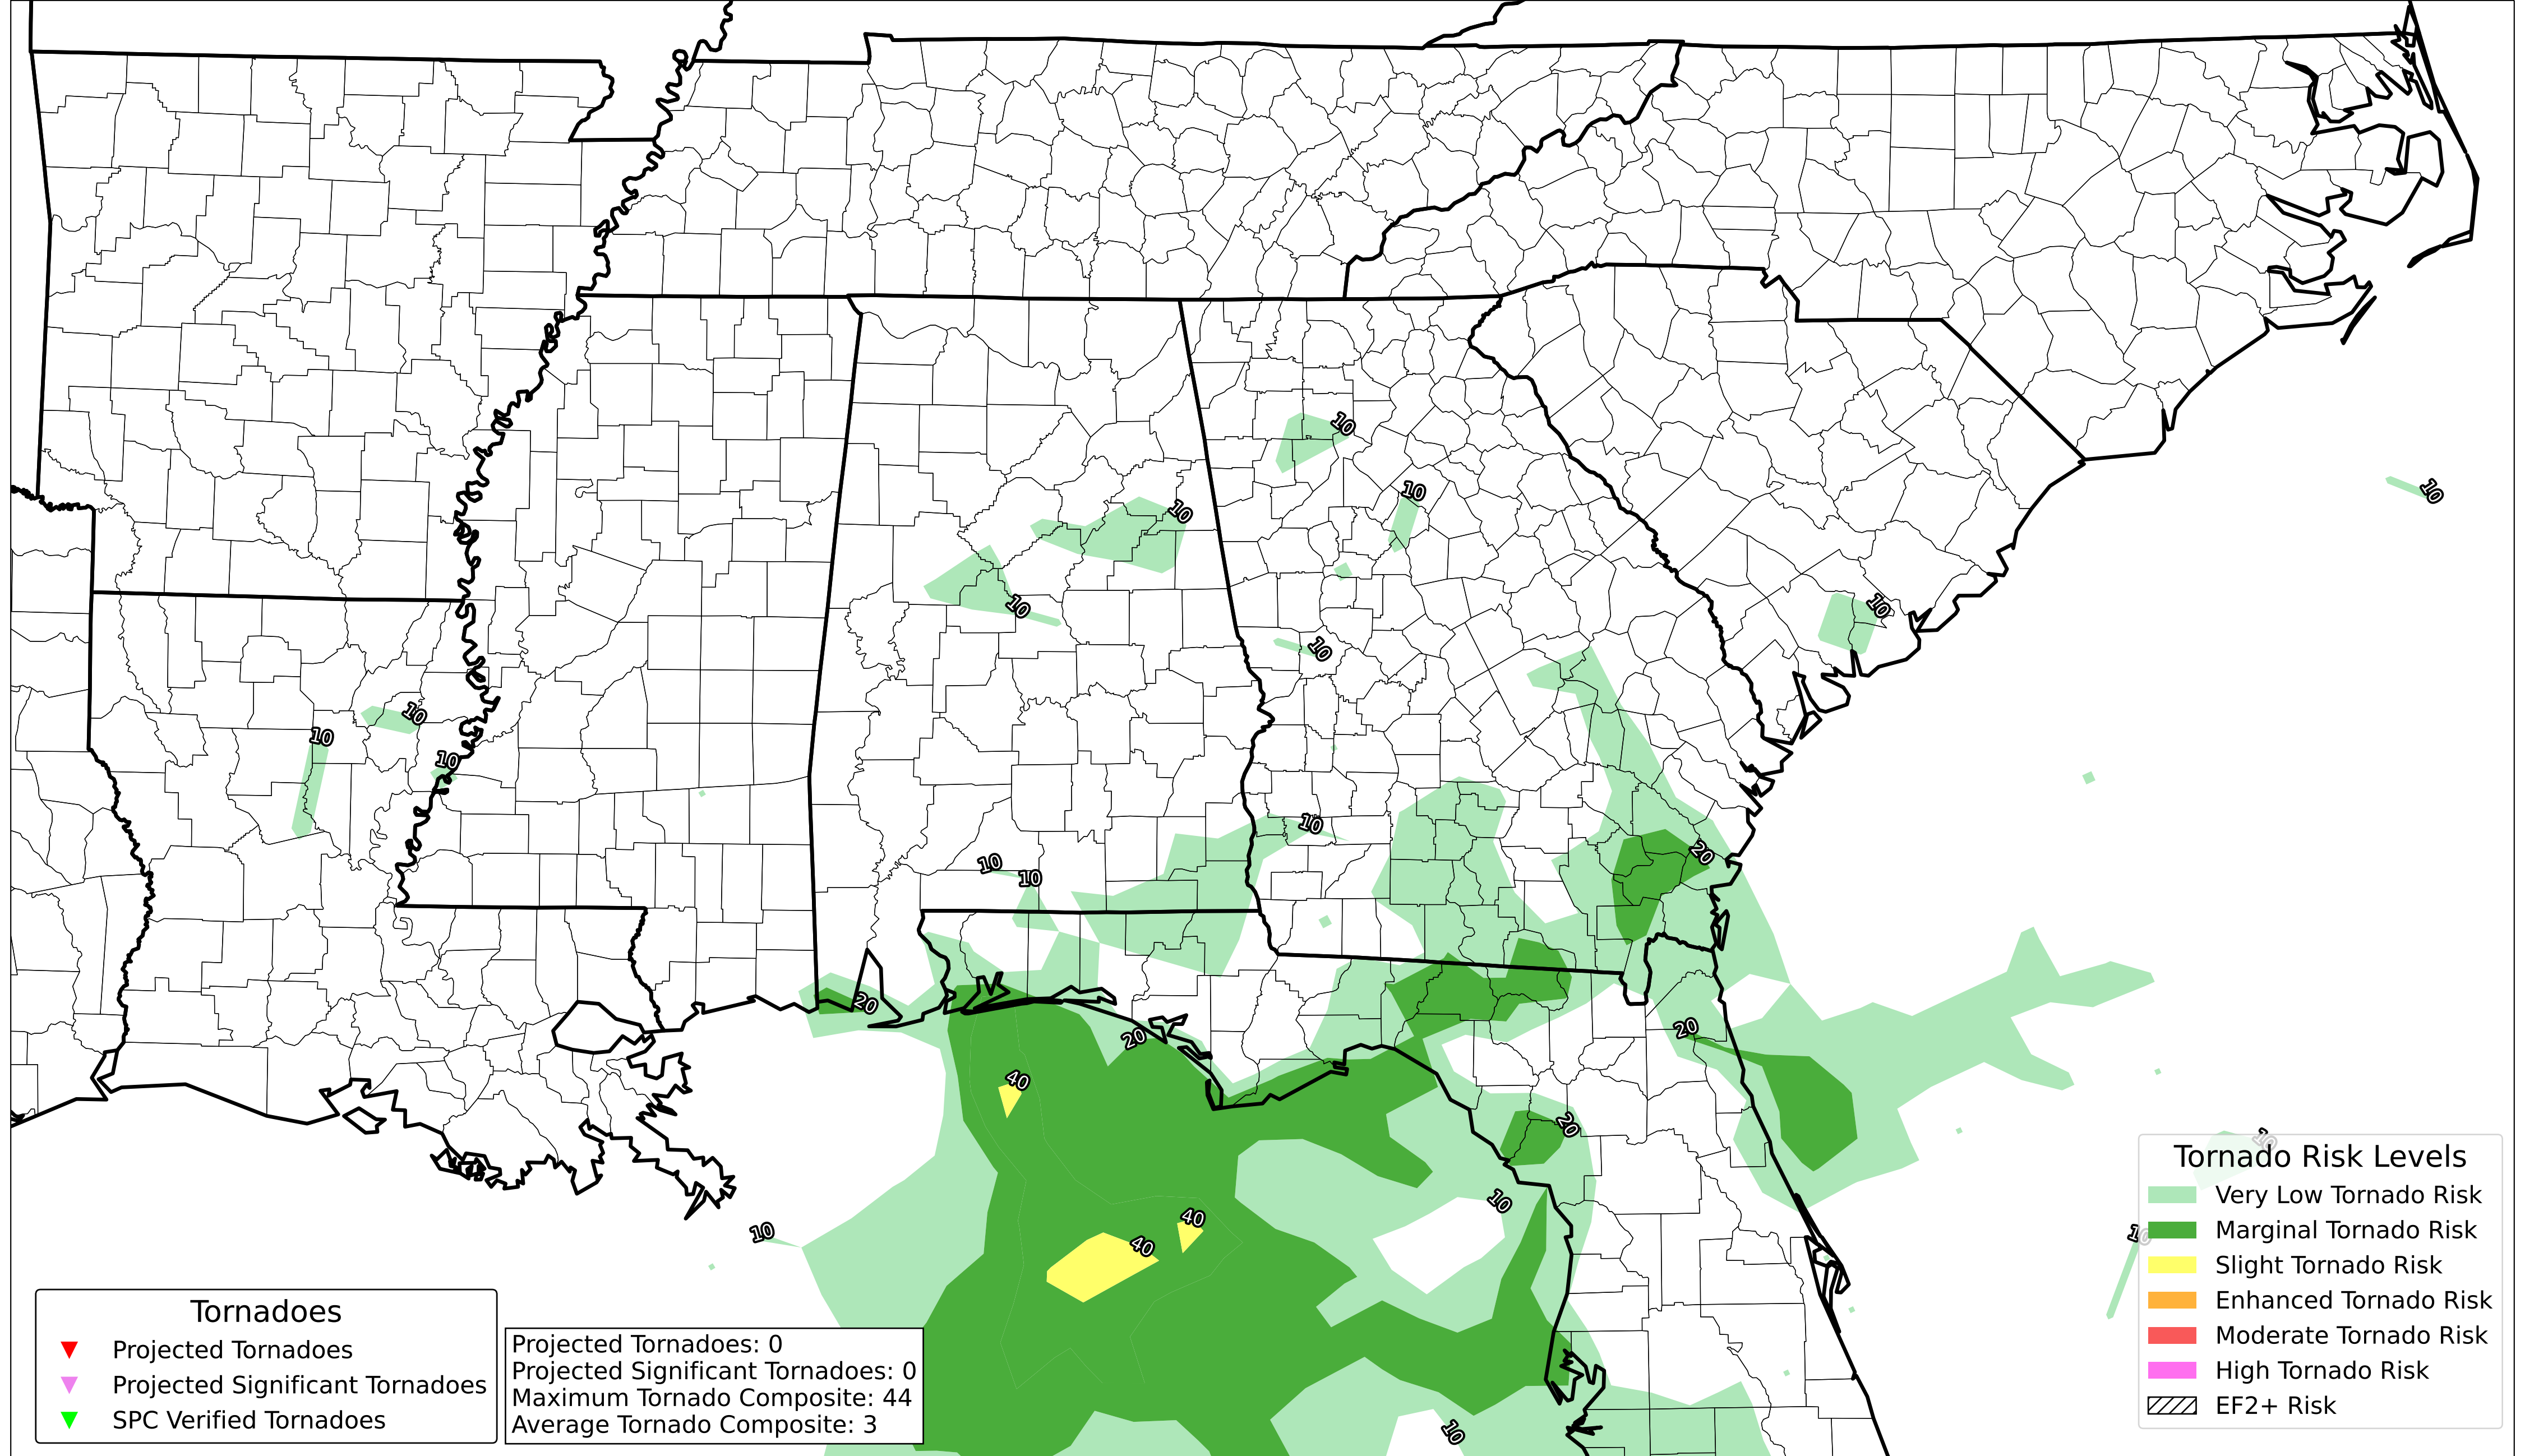 10
10
10
10
10
10
10
10
10
10
10
10
10
20
20
20
20
40
20
10
10
40
10
40
10
10
Tornadoes
Projected Tornadoes
Projected Significant Tornadoes
SPC Verified Tornadoes
Projected Tornadoes: 0
Projected Significant Tornadoes: 0
Maximum Tornado Composite: 44
Average Tornado Composite: 3
Tornado Risk Levels
Very Low Tornado Risk
Marginal Tornado Risk
Slight Tornado Risk
Enhanced Tornado Risk
Moderate Tornado Risk
High Tornado Risk
EF2+ Risk